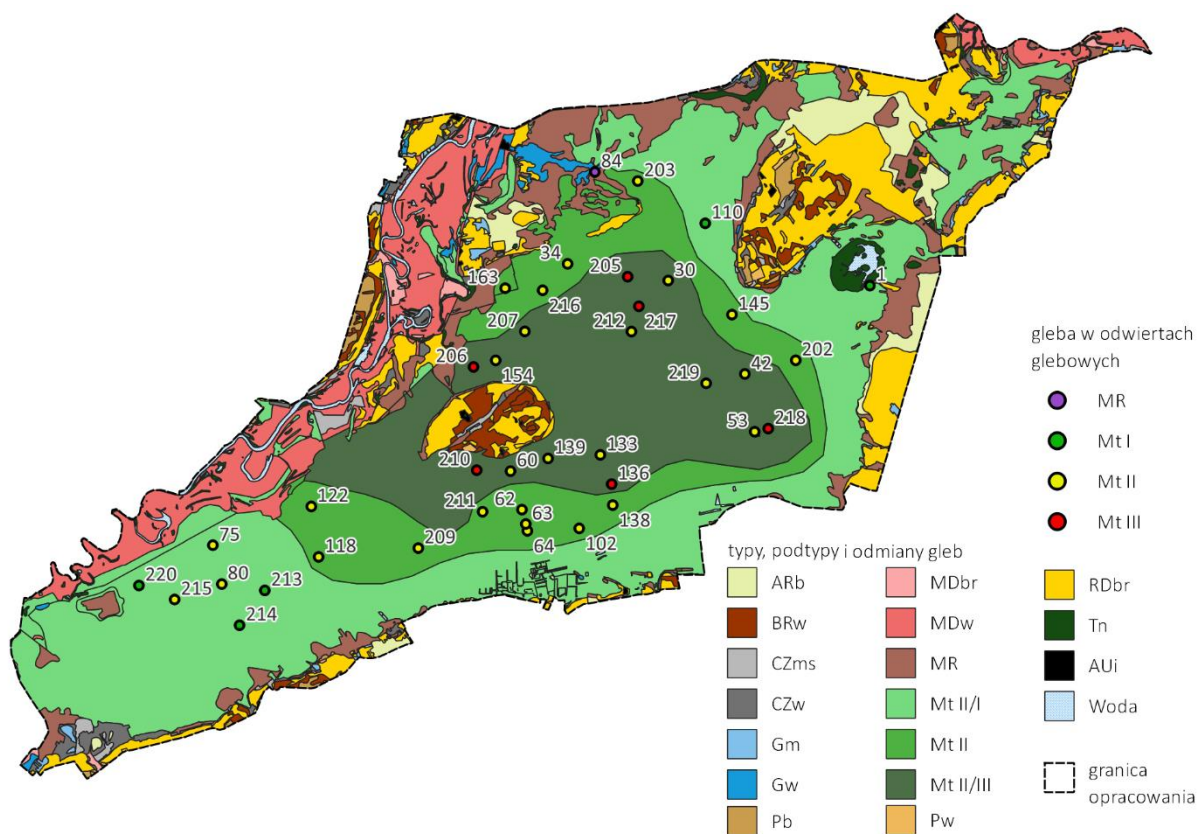 84
203
110
34
205
30
1
163
216
145
207
212
217
202
206
154
219
42
53
218
139
133
210
60
136
122
211
62
63
138
75
118
209
64
102
220
215
80
213
214
gleba w odwiertach
glebowych
MR
Mt I
Mt II
Mt III
typy, podtypy i odmiany gleb
ARb
MDbr
RDbr
BRw
MDw
Tn
CZms
MR
AUi
CZw
Mt II/I
Woda
Gm
Mt II
Gw
Mt II/III
granica
opracowania
Pb
Pw